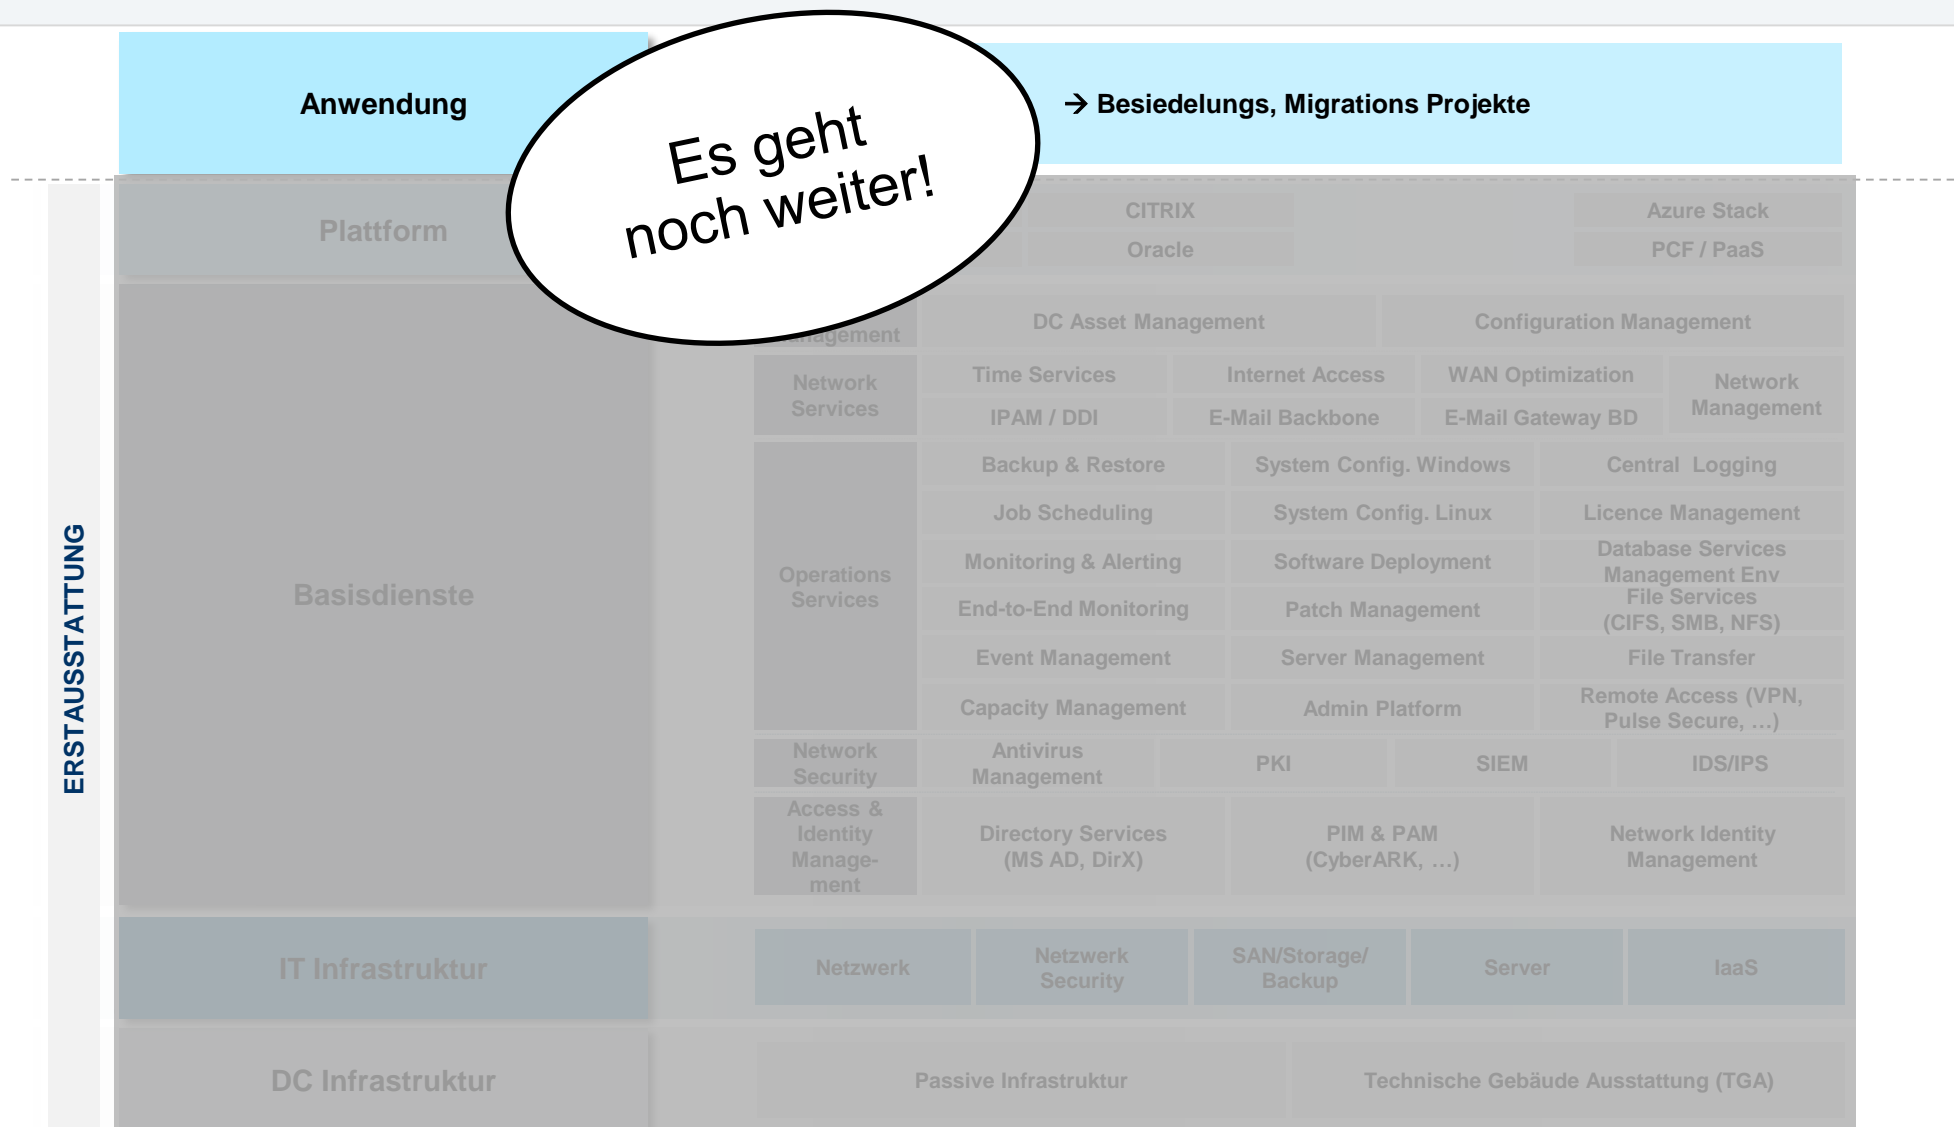 Anwendung
→ Besiedelungs, Migrations Projekte
Es geht
noch weiter!
ERSTAUSSTATTUNG
Plattform
CITRIX
Azure Stack
Oracle
PCF / PaaS
Basisdienste
DC Asset Management
Configuration Management
Network
Services
Time Services
Internet Access
WAN Optimization
Network
Management
IPAM / DDI
E-Mail Backbone
E-Mail Gateway BD
Operations
Services
Backup & Restore
System Config. Windows
Central Logging
Job Scheduling
System Config. Linux
Licence Management
Monitoring & Alerting
Software Deployment
Database Services
Management Env
End-to-End Monitoring
Patch Management
File Services
(CIFS, SMB, NFS)
Event Management
Server Management
File Transfer
Capacity Management
Admin Platform
Remote Access (VPN,
Pulse Secure, …)
Network
Security
Antivirus
Management
PKI
SIEM
IDS/IPS
Access &
Identity
Manage-
ment
Directory Services
(MS AD, DirX)
PIM & PAM
(CyberARK, …)
Network Identity
Management
IT Infrastruktur
Netzwerk
Netzwerk
Security
SAN/Storage/
Backup
Server
IaaS
DC Infrastruktur
Passive Infrastruktur
Technische Gebäude Ausstattung (TGA)